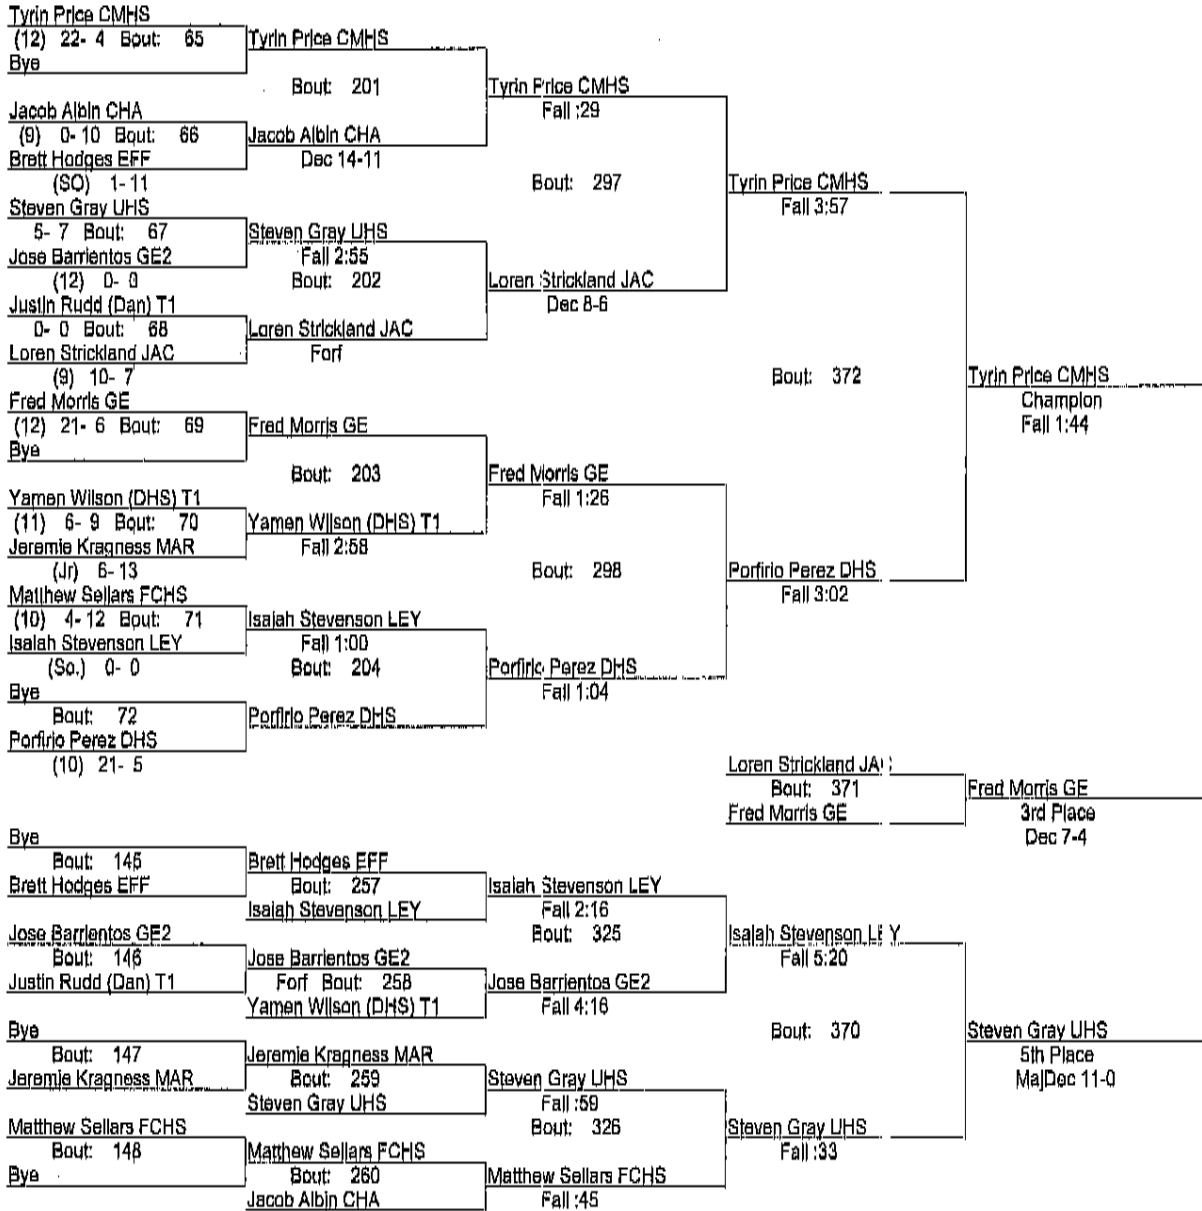 Tyrin Price CMHS
(12) 22- 4 Bout: 65
Bye
Jacob Albin CHA
(9) 0- 10 Bout: 66
Brett Hodges EFF
(SO) 1- 11
Steven Gray UHS
5- 7 Bout: 67
Jose Barrientos GE2
(12) 0- 0
Justin Rudd (Dan) T1
0- 0 Bout: 68
Loren Strickland JAC
(9) 10- 7
Fred Morris GE
(12) 21- 6 Bout: 69
Bye
Yamen Wilson (DHS) T1
(11) 6- 9 Bout: 70
Jeremie Kragness MAR
(Jr) 6- 13
Matthew Sellars FCHS
(10) 4- 12 Bout: 71
Isaiah Stevenson LEY
(So.) 0- 0
Bye
Bout: 72
Porfirio Perez DHS
(10) 21- 5
Tyrin Price CMHS
Bout: 201
Jacob Albin CHA
Dec 14-11
Steven Gray UHS
Fall 2:55
Bout: 202
Loren Strickland JAC
Forf
Fred Morris GE
Bout: 203
Yamen Wilson (DHS) T1
Fall 2:58
Isaiah Stevenson LEY
Fall 1:00
Bout: 204
Porfirio Perez DHS
Tyrin Price CMHS
Fall :29
Bout: 297
Loren Strickland JAC
Dec 8-6
Fred Morris GE
Fall 1:26
Bout: 298
Porfirio Perez DHS
Fall 1:04
Tyrin Price CMHS
Fall 3:57
Bout: 372
Porfirio Perez DHS
Fall 3:02
Tyrin Price CMHS
Champion
Fall 1:44
Loren Strickland JAC
Bout: 371
Fred Morris GE
Fred Morris GE
3rd Place
Dec 7-4
Bye
Bout: 145
Brett Hodges EFF
Jose Barrientos GE2
Bout: 146
Justin Rudd (Dan) T1
Bye
Bout: 147
Jeremie Kragness MAR
Matthew Sellars FCHS
Bout: 148
Bye
Brett Hodges EFF
Bout: 257
Isaiah Stevenson LEY
Jose Barrientos GE2
Forf Bout: 258
Yamen Wilson (DHS) T1
Jeremie Kragness MAR
Bout: 259
Steven Gray UHS
Matthew Sellars FCHS
Bout: 260
Jacob Albin CHA
Isaiah Stevenson LEY
Fall 2:16
Bout: 325
Jose Barrientos GE2
Fall 4:16
Steven Gray UHS
Fall :59
Bout: 326
Matthew Sellars FCHS
Fall :45
Isaiah Stevenson LEY
Fall 5:20
Bout: 370
Steven Gray UHS
Fall :33
Steven Gray UHS
5th Place
MajDec 11-0